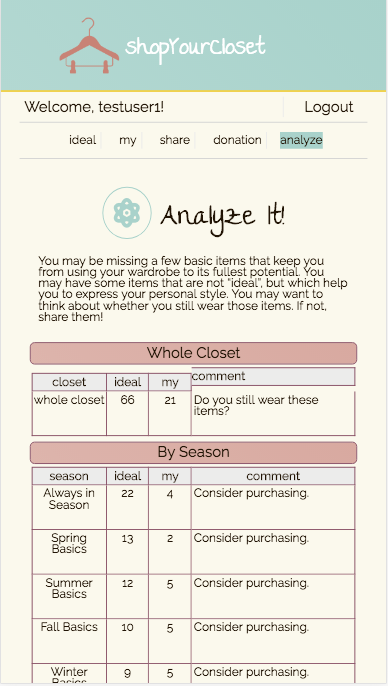 shopYourCloset
Welcome, testuser1! Logout
ideal my share donation analyze
Analyze It!
You may be missing a few basic items that keep you
from using your wardrobe to its fullest potential. You
may have some items that are not "ideal", but which help
you to express your personal style. You may want to
think about whether you still wear those items. If not,
share them!
Whole Closet
closet ideal my comment
whole closet 66 21 Do you still wear these
items?
By Season
season ideal my comment
Always in 22 4 Consider purchasing.
Season
Spring 13 2 Consider purchasing.
Basics
Summer 12 5 Consider purchasing.
Basics
Fall Basics 10 5 Consider purchasing.
Winter 9 5 Consider purchasing.
Basics